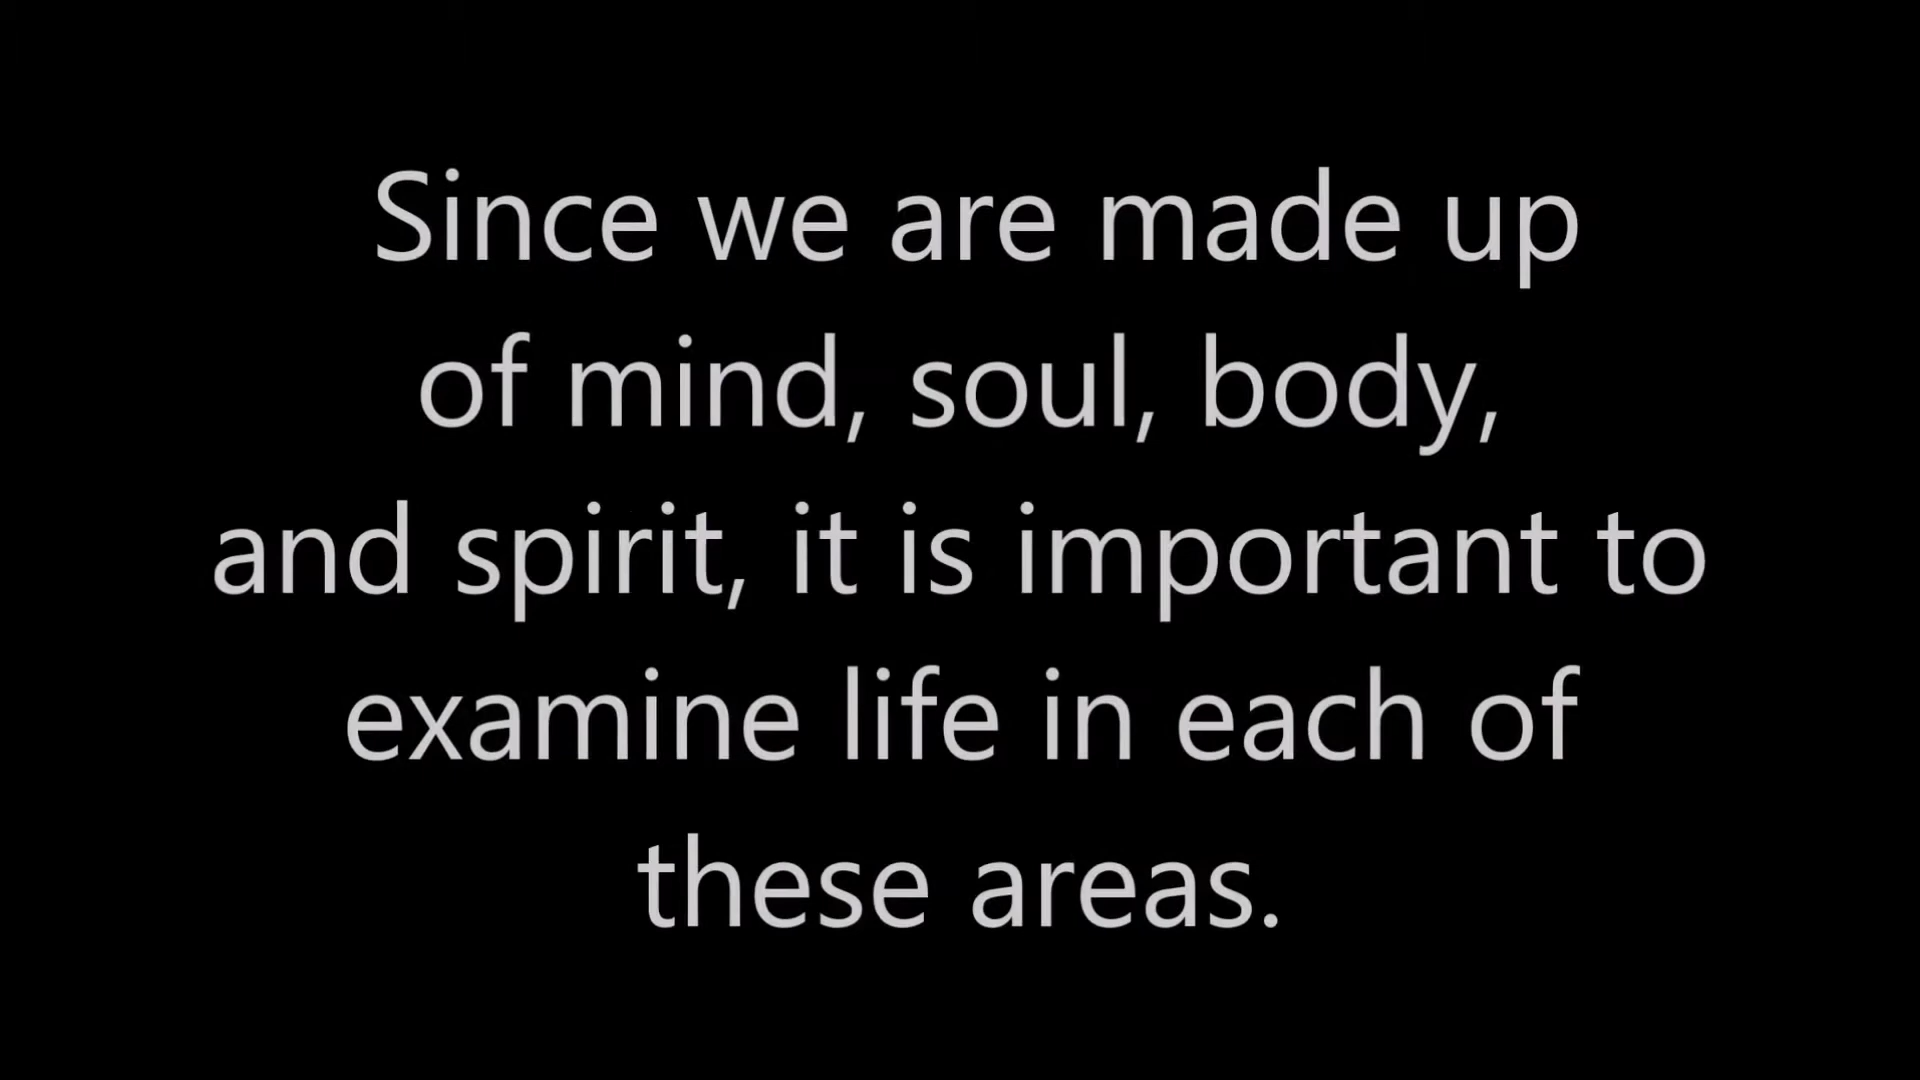 Since we are made up
of mind, soul, body,
and spirit, it is important to
examine life in each of
these areas.